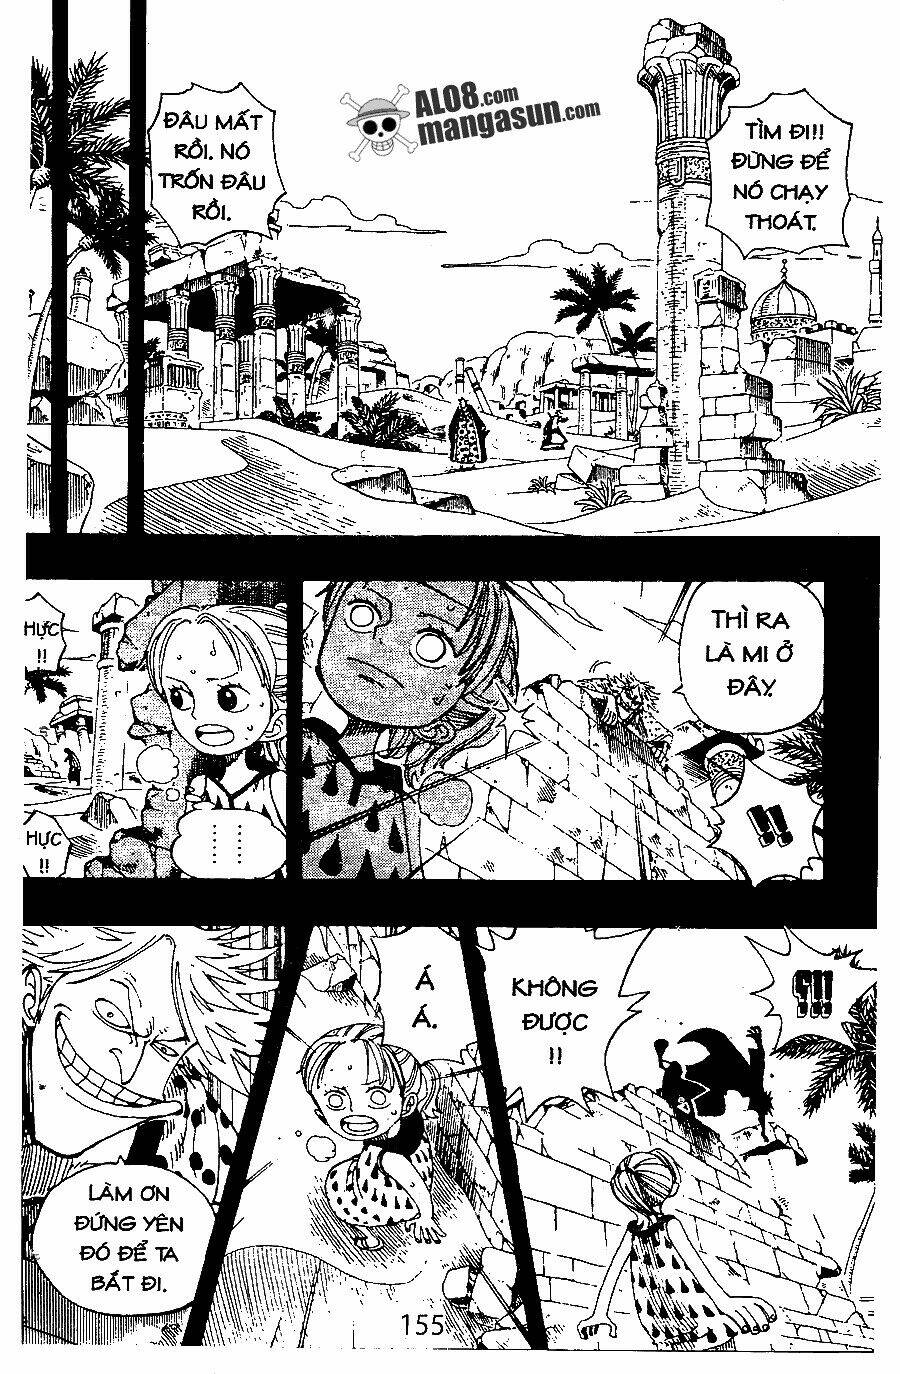 ALO8.com
mangasun.com
TÌM ĐI!!
ĐỪNG ĐỂ
NÓ CHẠY
THOÁT.
ĐÂU MẤT
RỒI. NÓ
TRỐN ĐÂU
RỒI.
THÌ RA
LÀ MI Ở
ĐÂY.
!!
HỰC
!!
......
HỰC
!!
!!!
KHÔNG
ĐƯỢC
!!
Á
Á.
LÀM ƠN
ĐỨNG YÊN
ĐÓ ĐỂ TA
BẮT ĐI.
155